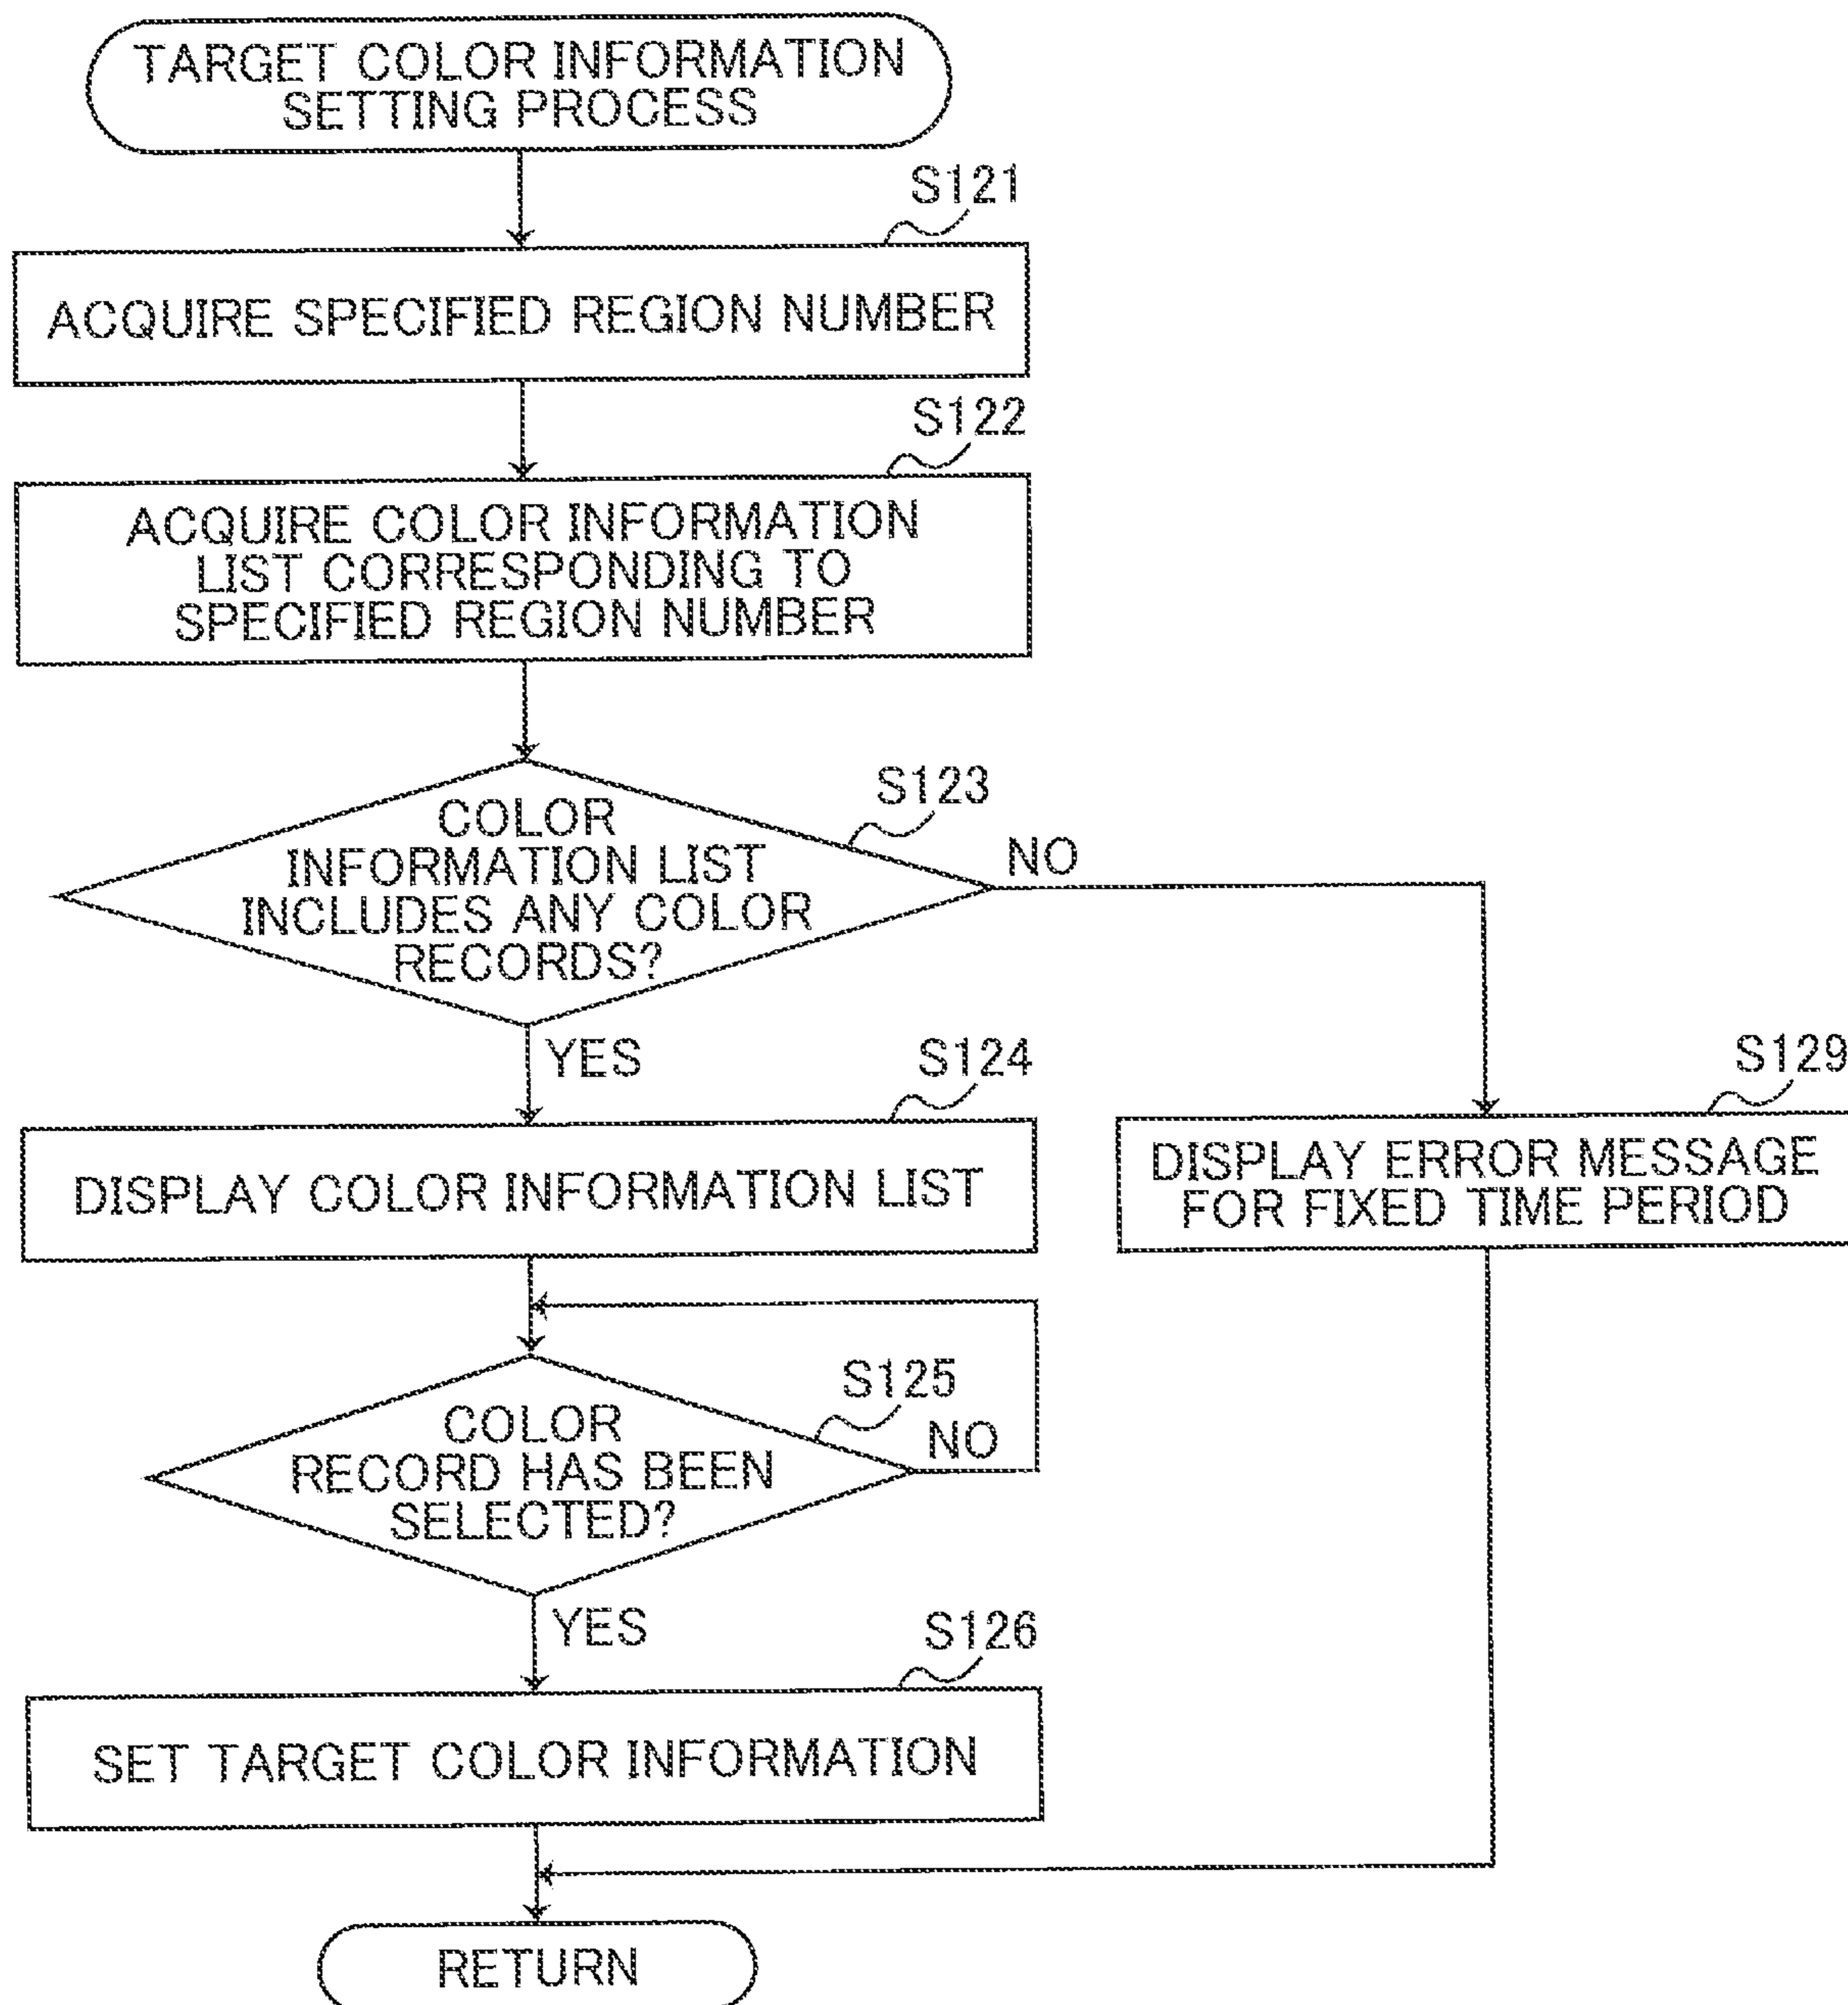 TARGET COLOR INFORMATION
SETTING PROCESS
S121
ACQUIRE SPECIFIED REGION NUMBER
S122
ACQUIRE COLOR INFORMATION
LIST CORRESPONDING TO
SPECIFIED REGION NUMBER
S123
COLOR
INFORMATION LIST
INCLUDES ANY COLOR
RECORDS?
NO
YES
S124
DISPLAY COLOR INFORMATION LIST
S129
DISPLAY ERROR MESSAGE
FOR FIXED TIME PERIOD
S125
COLOR
RECORD HAS BEEN
SELECTED?
NO
YES
S126
SET TARGET COLOR INFORMATION
RETURN